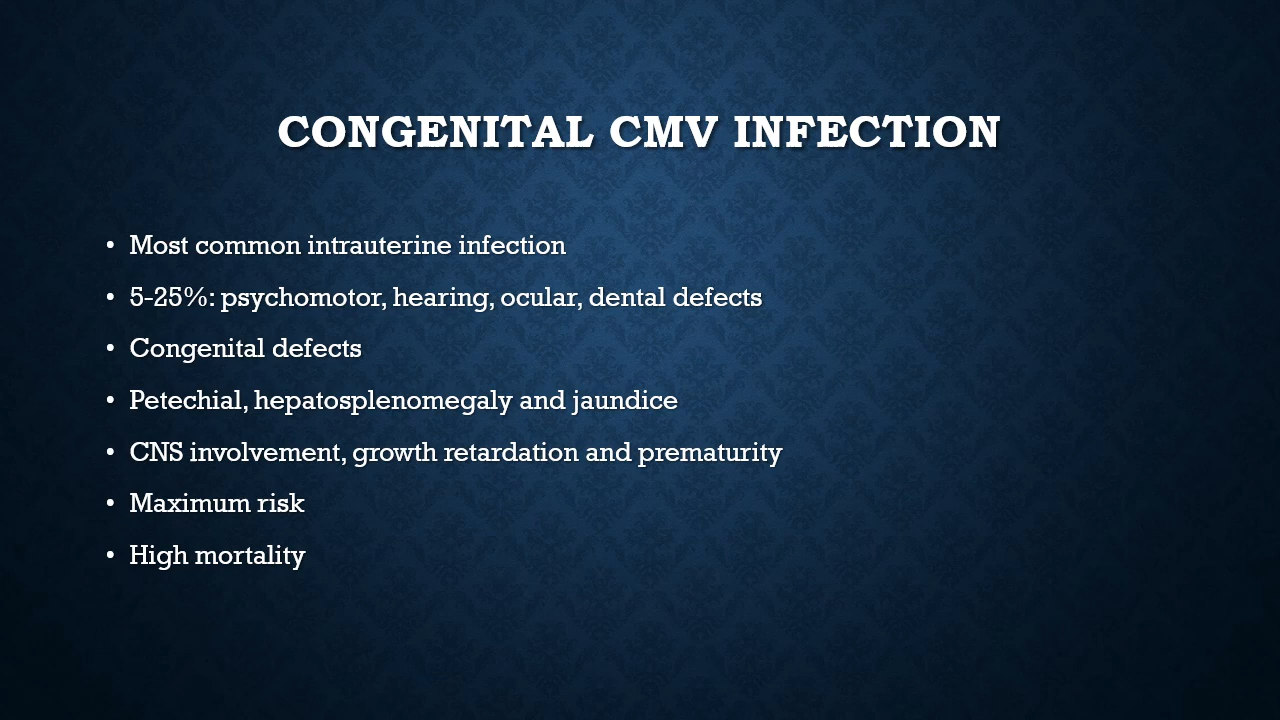 CONGENITAL CMV INFECTION
• Most common intrauterine infection
• 5-25%: psychomotor, hearing, ocular, dental defects
• Congenital defects
• Petechial, hepatosplenomegaly and jaundice
• CNS involvement, growth retardation and prematurity
• Maximum risk
• High mortality